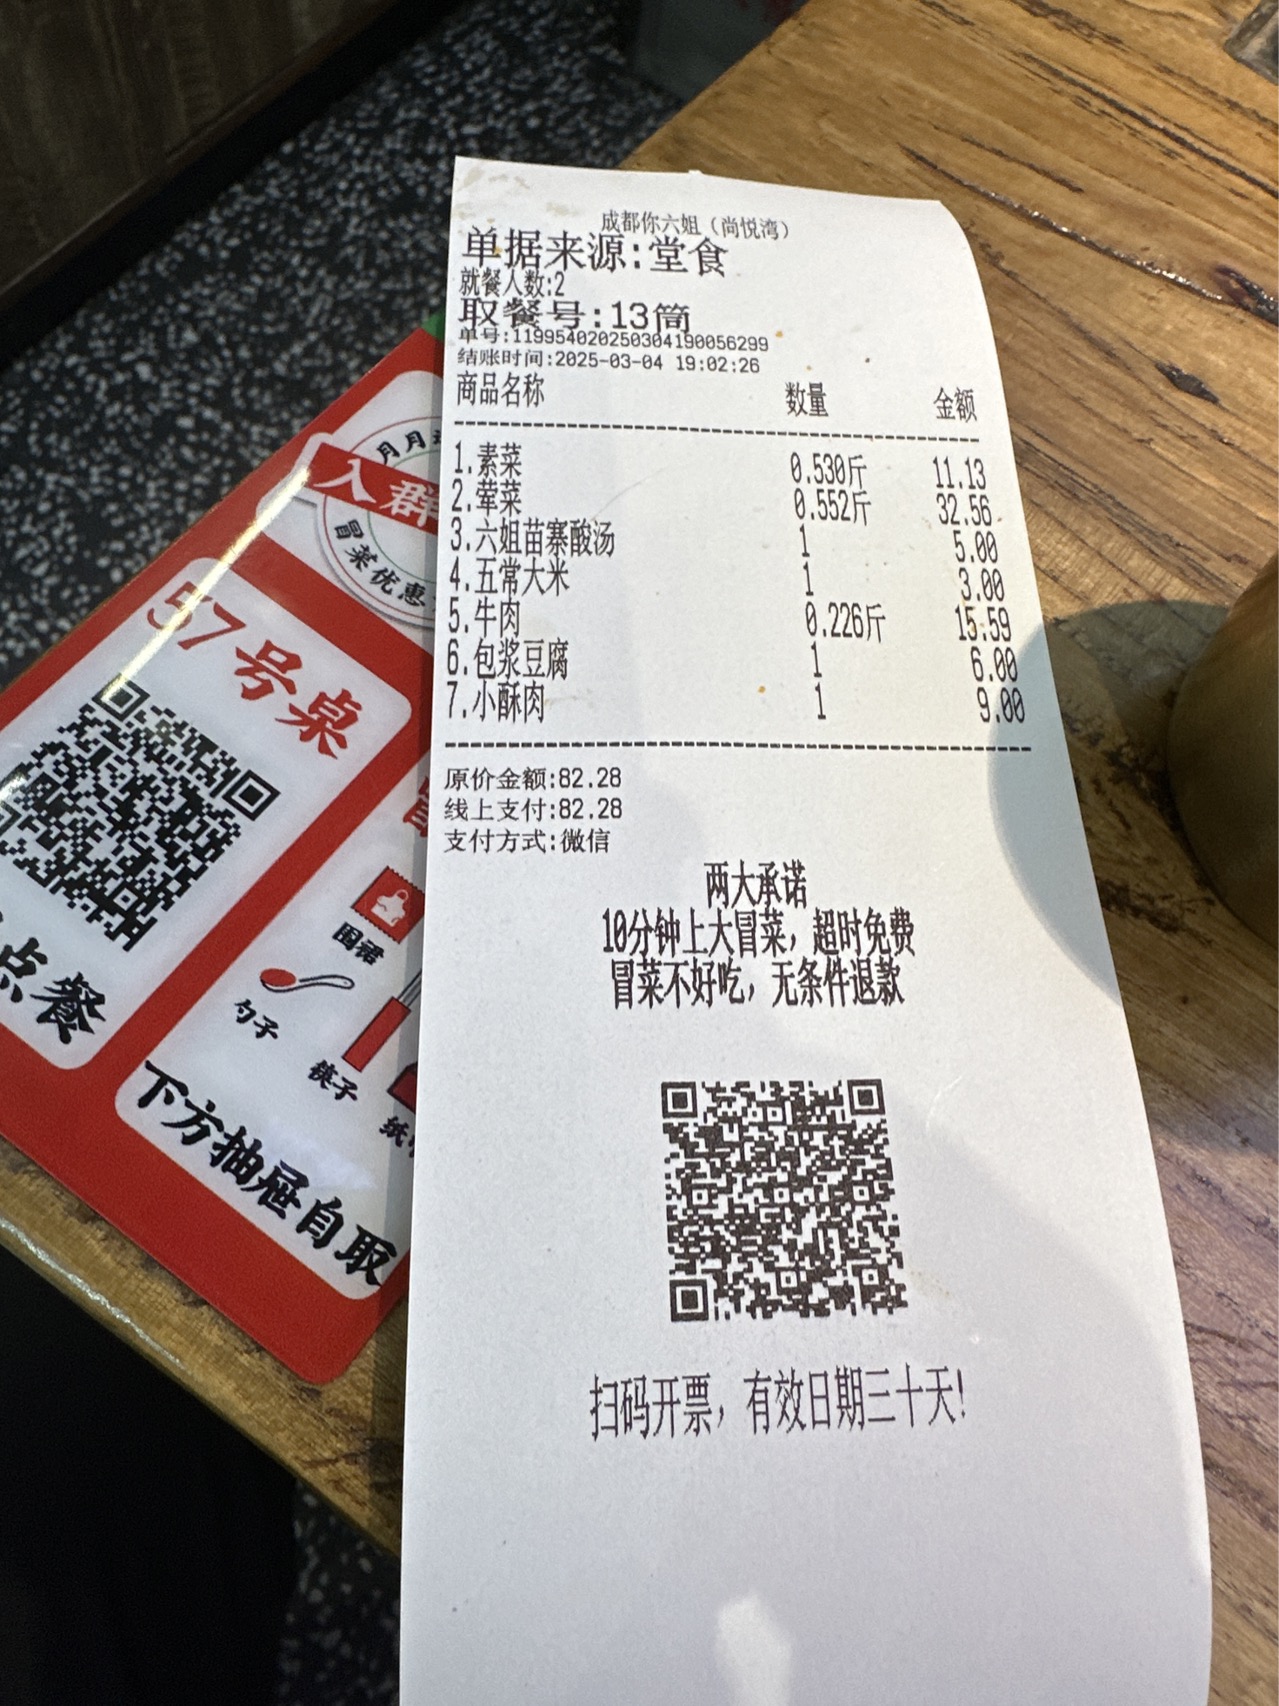 成都你六姐（尚悦湾）
单据来源:堂食
就餐人数:2
取餐号:13筒
单号:119954020250304190056299
结账时间:2025-03-04 19:02:26
商品名称 数量 金额
1.素菜 0.530斤 11.13
2.荤菜 0.552斤 32.56
3.六姐苗寨酸汤 1 5.00
4.五常大米 1 3.00
5.牛肉 0.226斤 15.59
6.包浆豆腐 1 6.00
7.小酥肉 1 9.00
原价金额:82.28
线上支付:82.28
支付方式:微信
两大承诺
10分钟上大冒菜，超时免费
冒菜不好吃，无条件退款
扫码开票，有效日期三十天!
月月
入群
冒菜优惠
57号桌
点餐
围裙
勺子
筷子
纸
下方抽屉自取